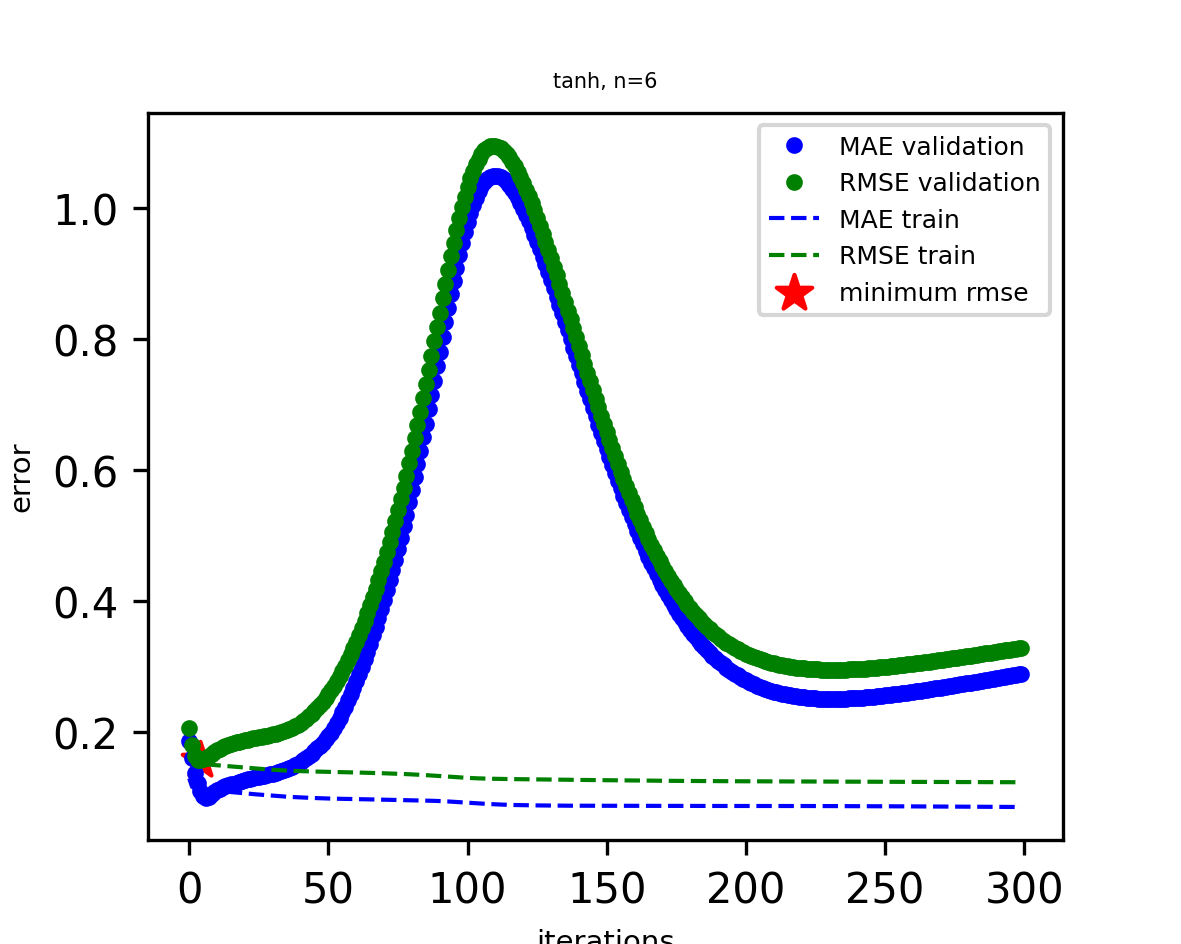 tanh, n=6
MAE validation
RMSE validation
MAE train
RMSE train
minimum rmse
error
1.0
0.8
0.6
0.4
0.2
0 50 100 150 200 250 300
iterations